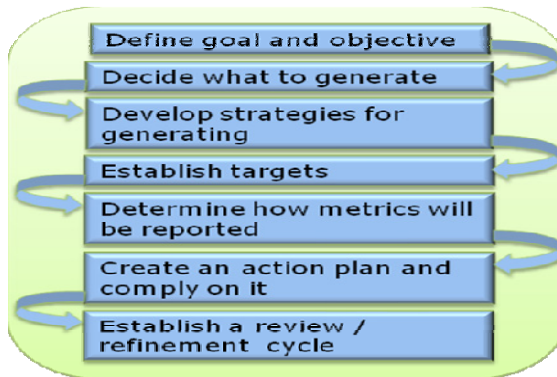 Define goal and objective
Decide what to generate
Develop strategies for
generating
Establish targets
Determine how metrics will
be reported
Create an action plan and
comply on it
Establish a review /
refinement cycle